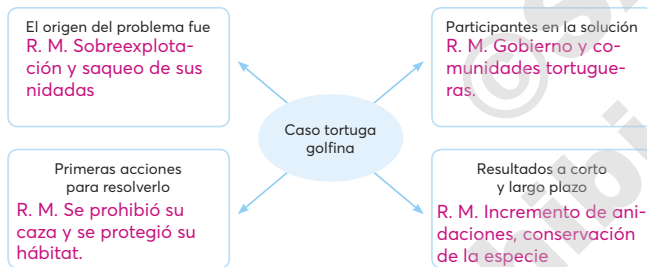 El origen del problema fue
R. M. Sobreexplota-
ción y saqueo de sus
nidadas
Participantes en la solución
R. M. Gobierno y co-
munidades tortugue-
ras.
Caso tortuga
golfina
Primeras acciones
para resolverlo
R. M. Se prohibió su
caza y se protegió su
hábitat.
Resultados a corto
y largo plazo
R. M. Incremento de ani-
daciones, conservación
de la especie